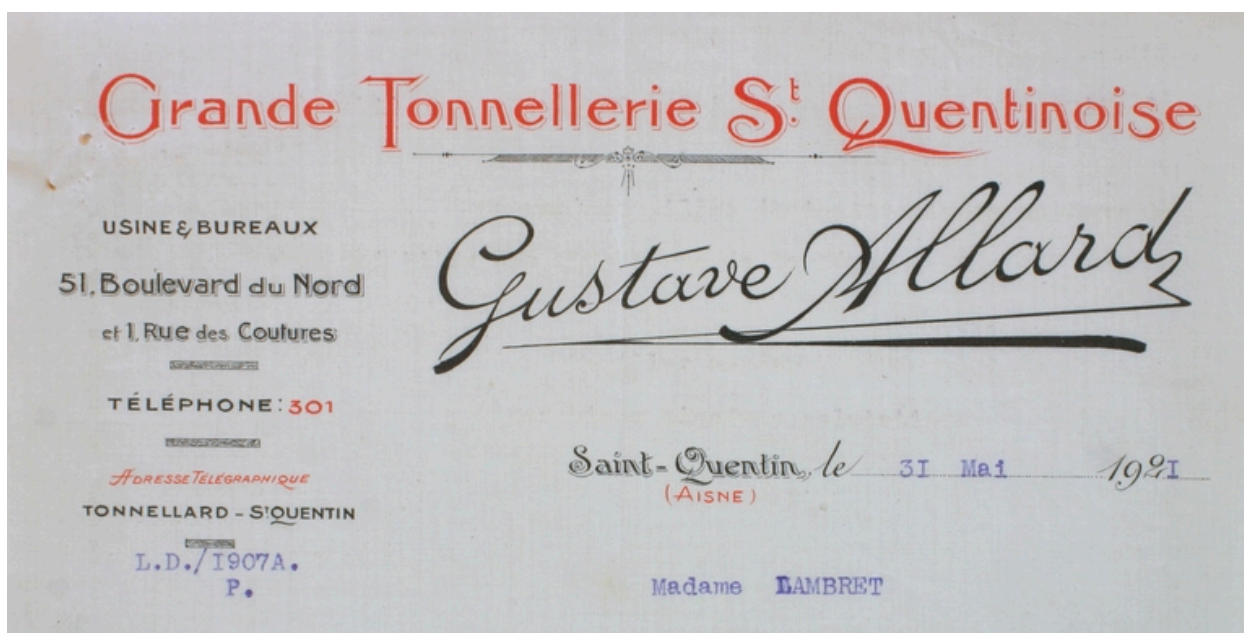 Grande Tonnellerie St. Quentinoise
Gustave Allard
USINE & BUREAUX
51, Boulevard du Nord
et 1, Rue des Coutures
TÉLÉPHONE: 301
ADRESSE TÉLÉGRAPHIQUE
TONNELLARD - St QUENTIN
L.D./I907A.
P.
Saint-Quentin, le 3I Mai 192I
(AISNE)
Madame LAMBRET